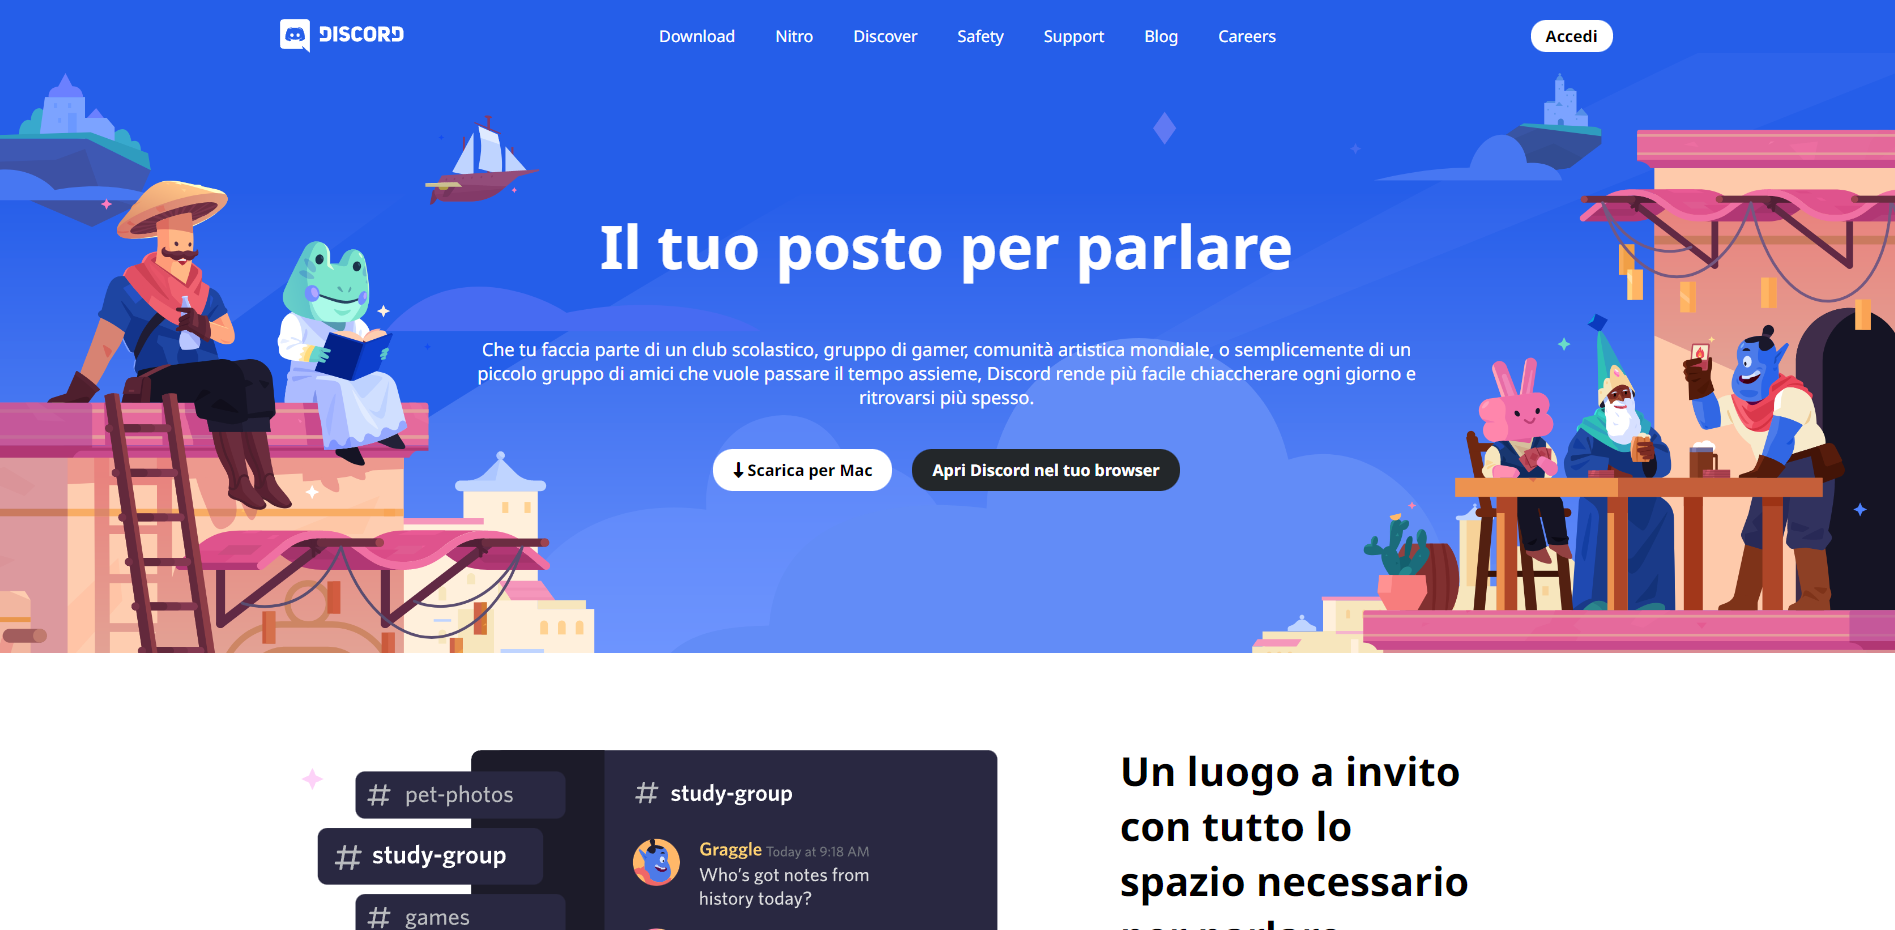 DISCORD
Download Nitro Discover Safety Support Blog Careers
Accedi
Il tuo posto per parlare
Che tu faccia parte di un club scolastico, gruppo di gamer, comunità artistica mondiale, o semplicemente di un
piccolo gruppo di amici che vuole passare il tempo assieme, Discord rende più facile chiaccherare ogni giorno e
ritrovarsi più spesso.
Scarica per Mac
Apri Discord nel tuo browser
# pet-photos
# study-group
# games
# study-group
Graggle Today at 9:18 AM
Who's got notes from
history today?
Un luogo a invito
con tutto lo
spazio necessario
per parlare